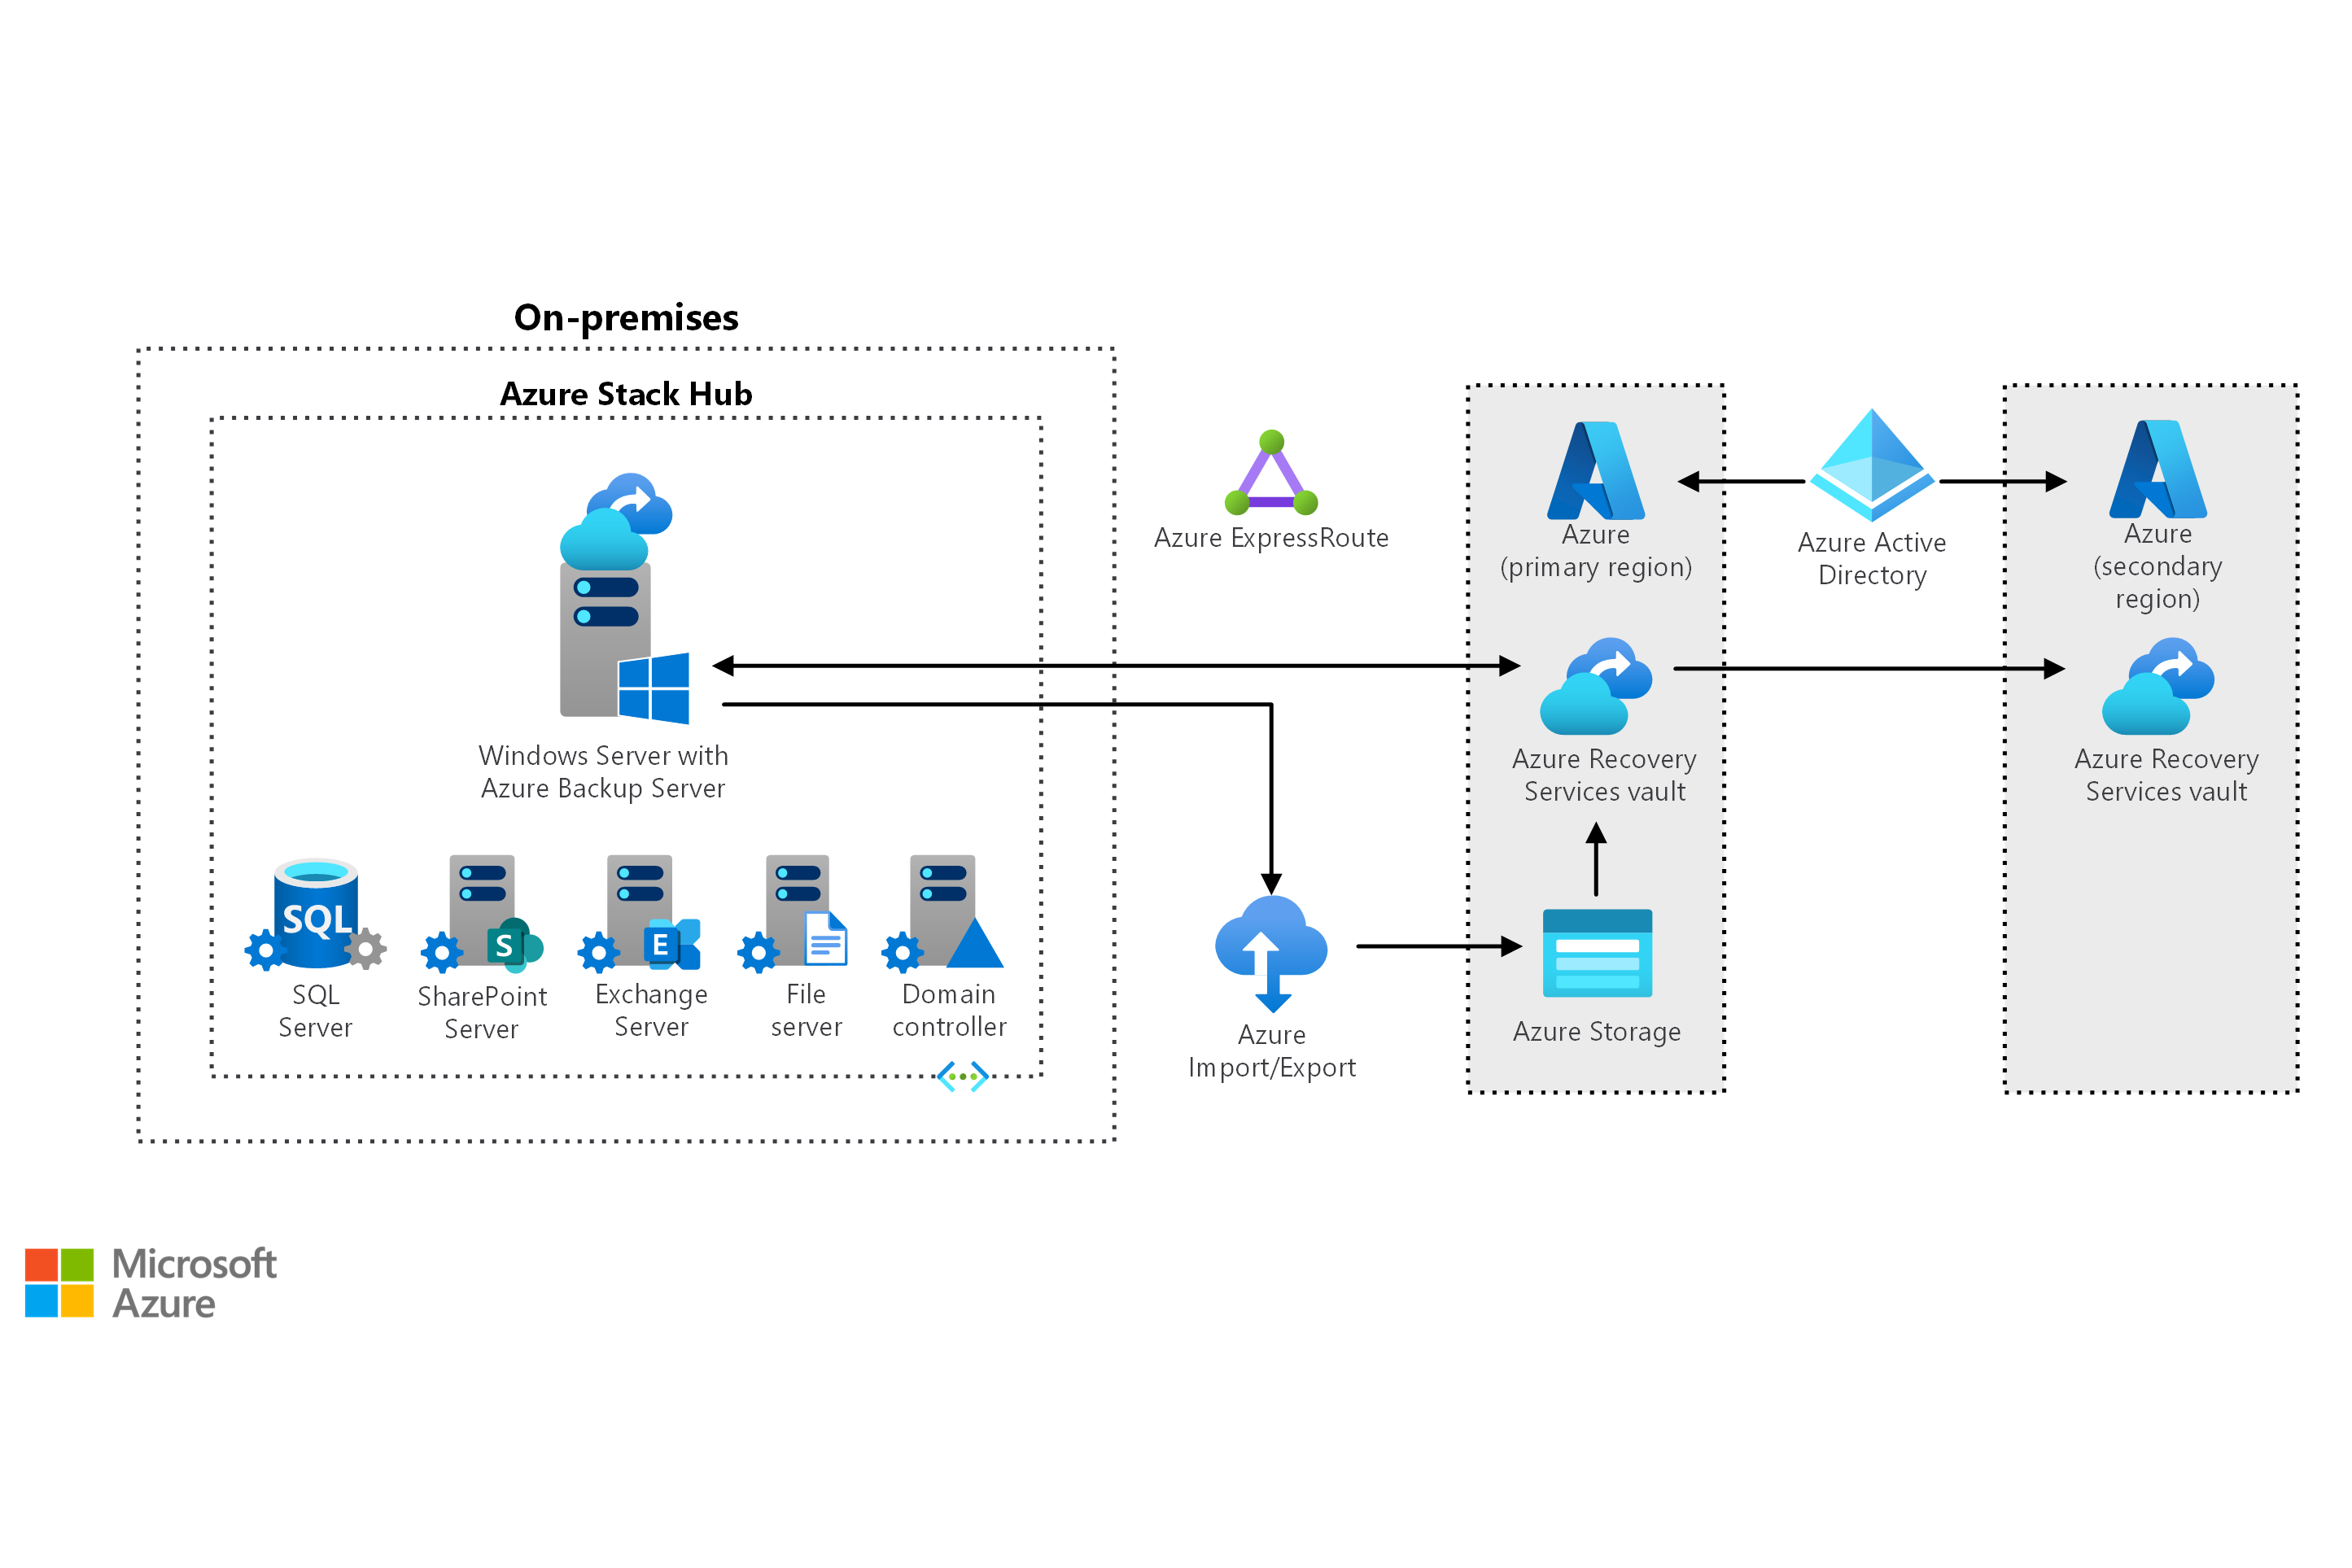 On-premises
Azure Stack Hub
Windows Server with
Azure Backup Server
SQL
SQL
Server
S
SharePoint
Server
E
Exchange
Server
File
server
Domain
controller
Azure ExpressRoute
Azure
Import/Export
Azure
(primary region)
Azure Recovery
Services vault
Azure Storage
Azure Active
Directory
Azure
(secondary
region)
Azure Recovery
Services vault
Microsoft
Azure